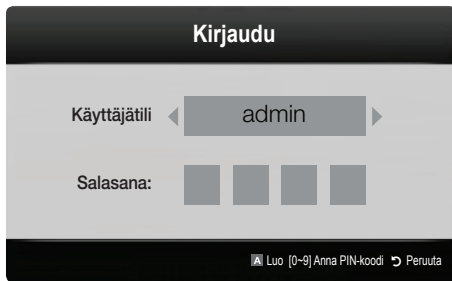 Kirjaudu
Käyttäjätili admin
Salasana:
A Luo [0~9] Anna PIN-koodi Peruuta